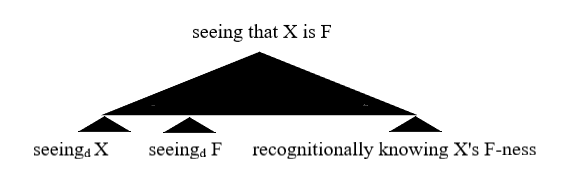 seeing that X is F
seeingd X seeingd F recognitionally knowing X's F-ness